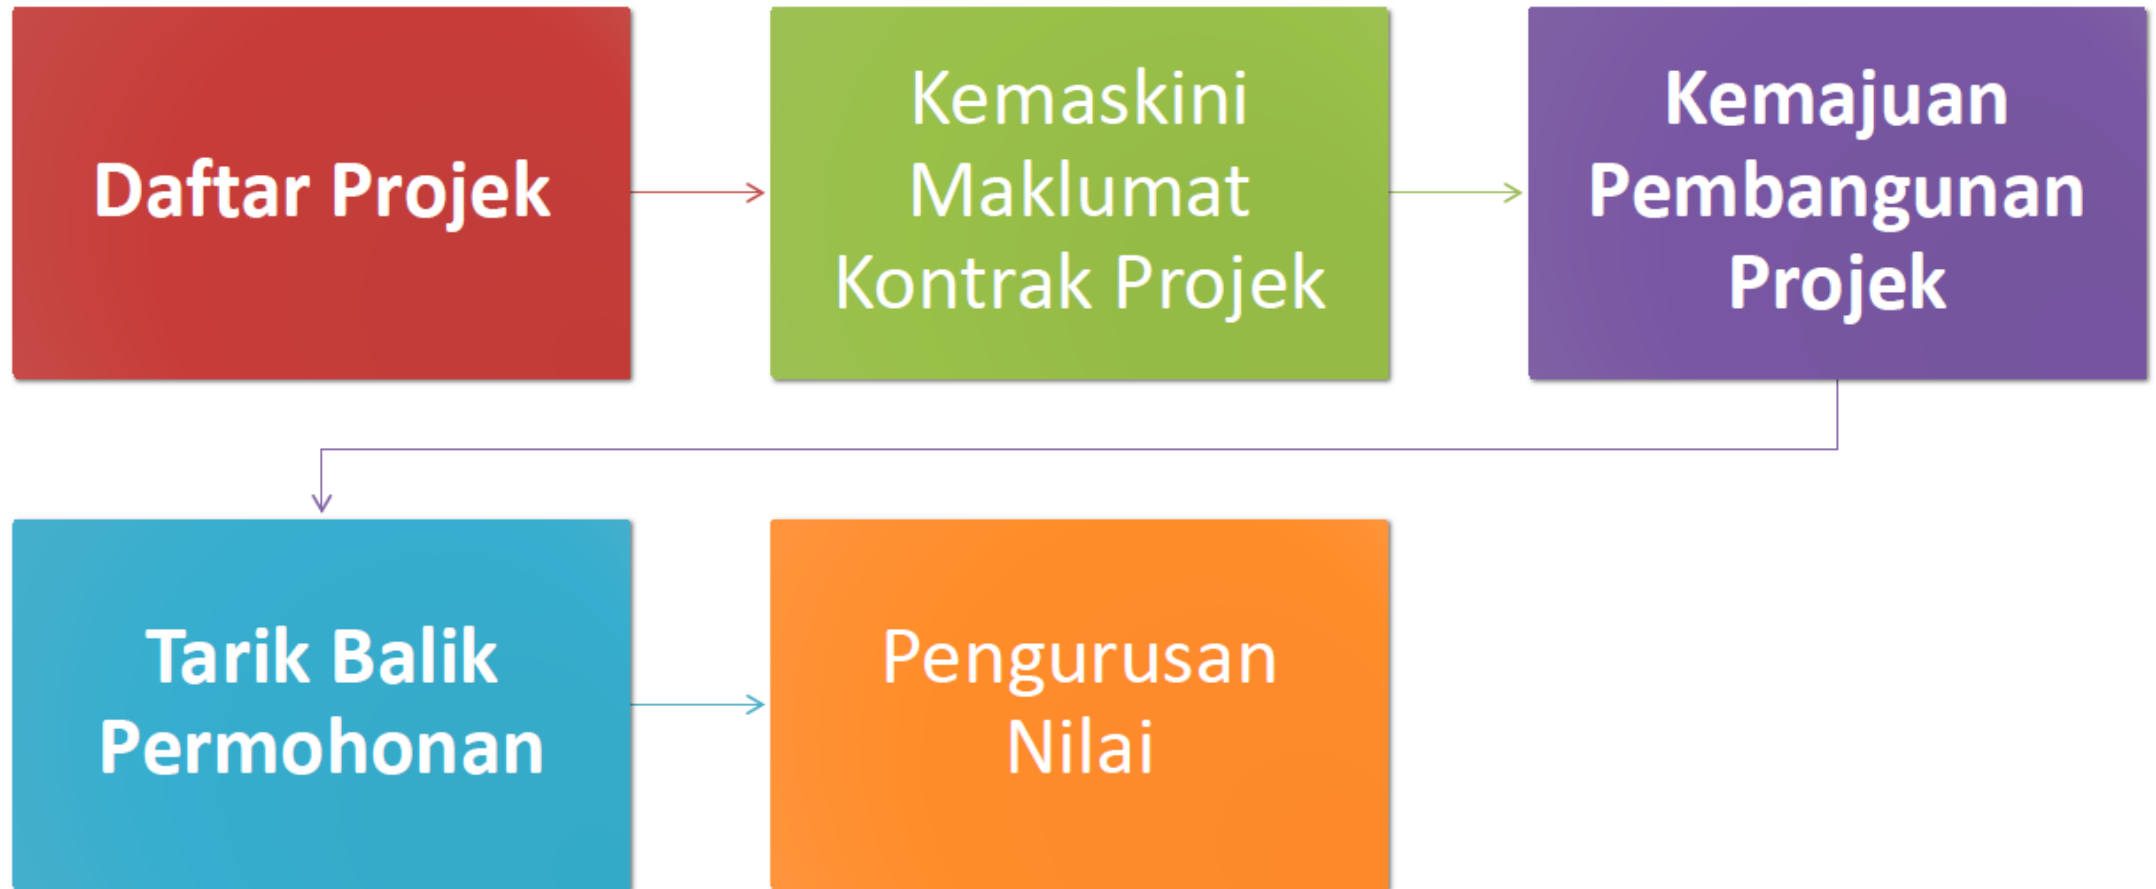 Daftar Projek
Kemaskini
Maklumat
Kontrak Projek
Kemajuan
Pembangunan
Projek
Tarik Balik
Permohonan
Pengurusan
Nilai